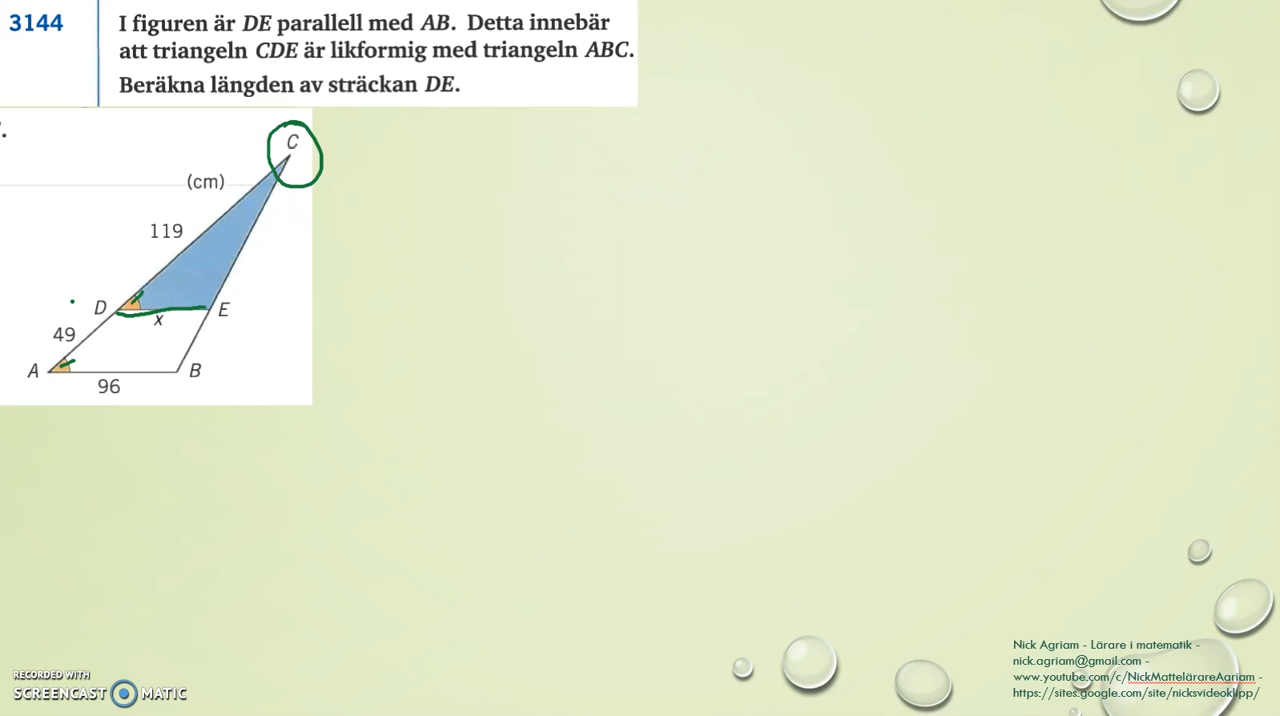 3144
I figuren är DE parallell med AB. Detta innebär
att triangeln CDE är likformig med triangeln ABC.
Beräkna längden av sträckan DE.
C
(cm)
119
D
E
x
49
A
B
96
Nick Agriam - Lärare i matematik -
nick.agriam@gmail.com -
www.youtube.com/c/NickMattelärareAgriam -
https://sites.google.com/site/nicksvideoklipp/
RECORDED WITH
SCREENCAST MATIC